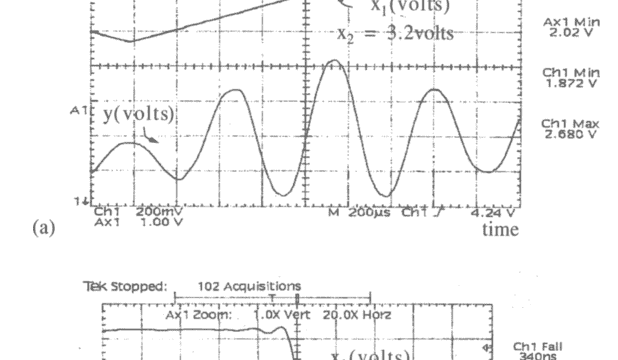 x1(volts)
x2 = 3.2volts
Ax1 Min
2.02 V
Ch1 Min
1.872 V
A1
y(volts)
Ch1 Max
2.680 V
1
Ch1 200mV M 200µs Ch1 4.24 V
Ax1 1.00 V
(a)
time
Tek Stopped: 102 Acquisitions
T
Ax1 Zoom: 1.0X Vert 20.0X Horz
Ch1 Fall
340ns
(volts)